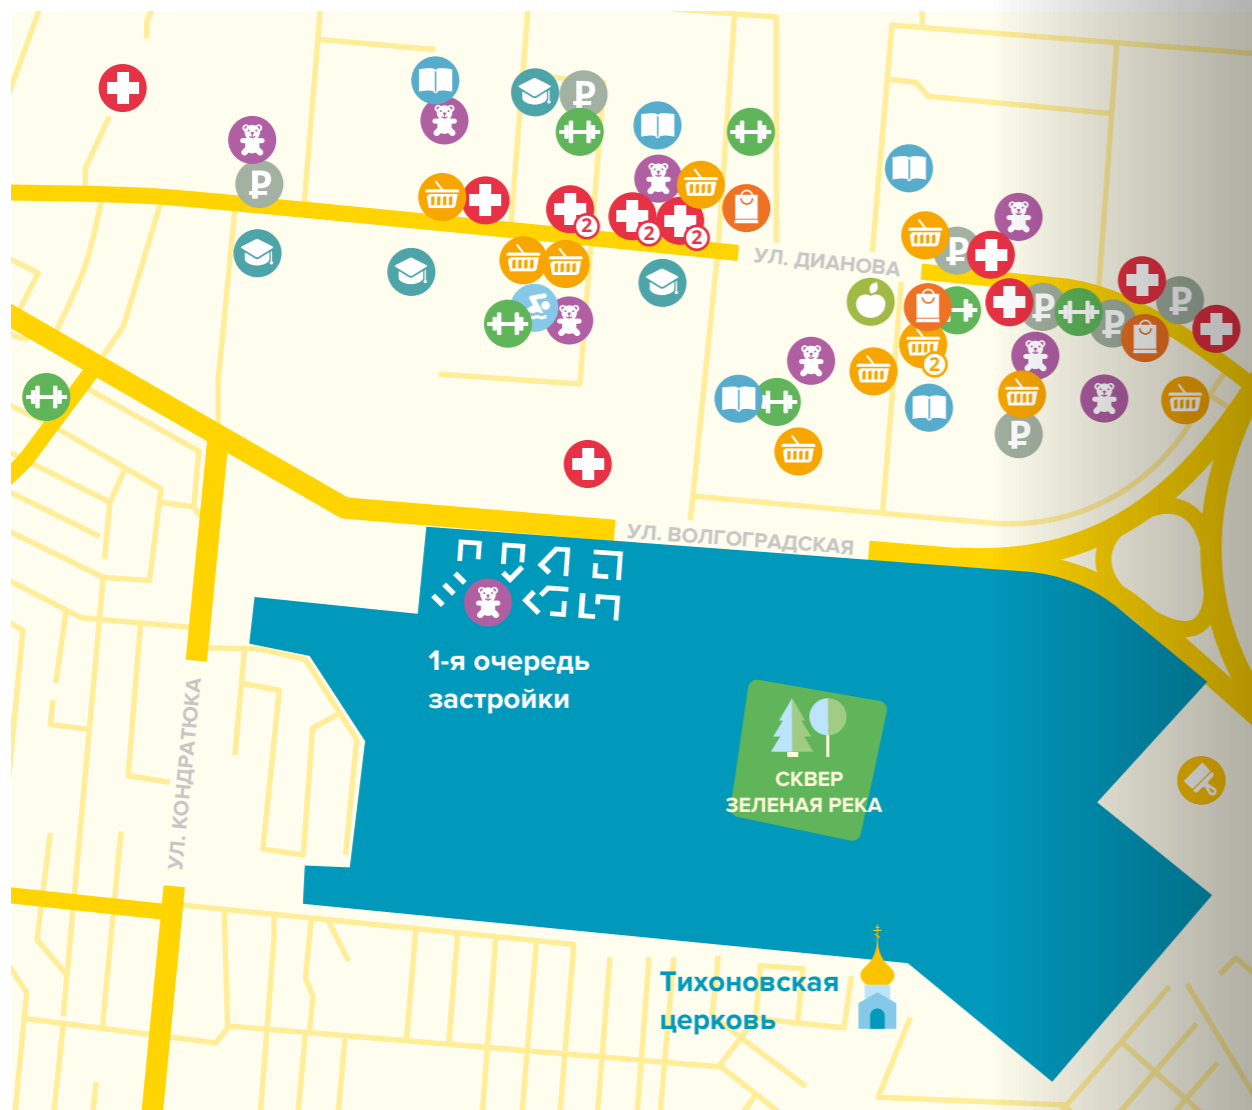 2
2
2
УЛ. ДИАНОВА
2
УЛ. ВОЛГОГРАДСКАЯ
1-я очередь
застройки
УЛ. КОНДРАТЮКА
СКВЕР
ЗЕЛЕНАЯ РЕКА
Тихоновская
церковь